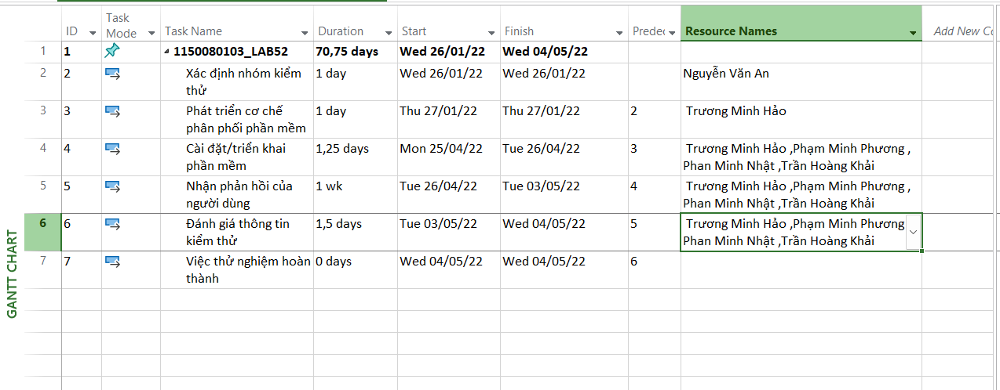 Task
ID Mode Task Name Duration Start Finish Predec Resource Names Add New Co
1 1 1150080103_LAB52 70,75 days Wed 26/01/22 Wed 04/05/22
2 2 Xác định nhóm kiểm 1 day Wed 26/01/22 Wed 26/01/22 Nguyễn Văn An
thử
3 3 Phát triển cơ chế 1 day Thu 27/01/22 Thu 27/01/22 2 Trương Minh Hảo
phân phối phần mềm
4 4 Cài đặt/triển khai 1,25 days Mon 25/04/22 Tue 26/04/22 3 Trương Minh Hảo ,Phạm Minh Phương ,
phần mềm Phan Minh Nhật ,Trần Hoàng Khải
5 5 Nhận phản hồi của 1 wk Tue 26/04/22 Tue 03/05/22 4 Trương Minh Hảo ,Phạm Minh Phương ,
người dùng Phan Minh Nhật ,Trần Hoàng Khải
6 6 Đánh giá thông tin 1,5 days Tue 03/05/22 Wed 04/05/22 5 Trương Minh Hảo ,Phạm Minh Phương
kiểm thử Phan Minh Nhật ,Trần Hoàng Khải
7 7 Việc thử nghiệm hoàn 0 days Wed 04/05/22 Wed 04/05/22 6
thành
GANTT CHART